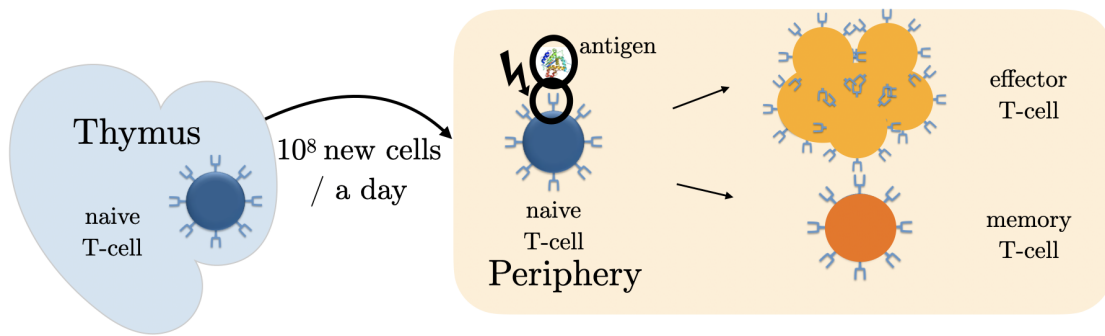 Thymus
naive
T-cell
10⁸ new cells
/ a day
antigen
naive
T-cell
Periphery
effector
T-cell
memory
T-cell